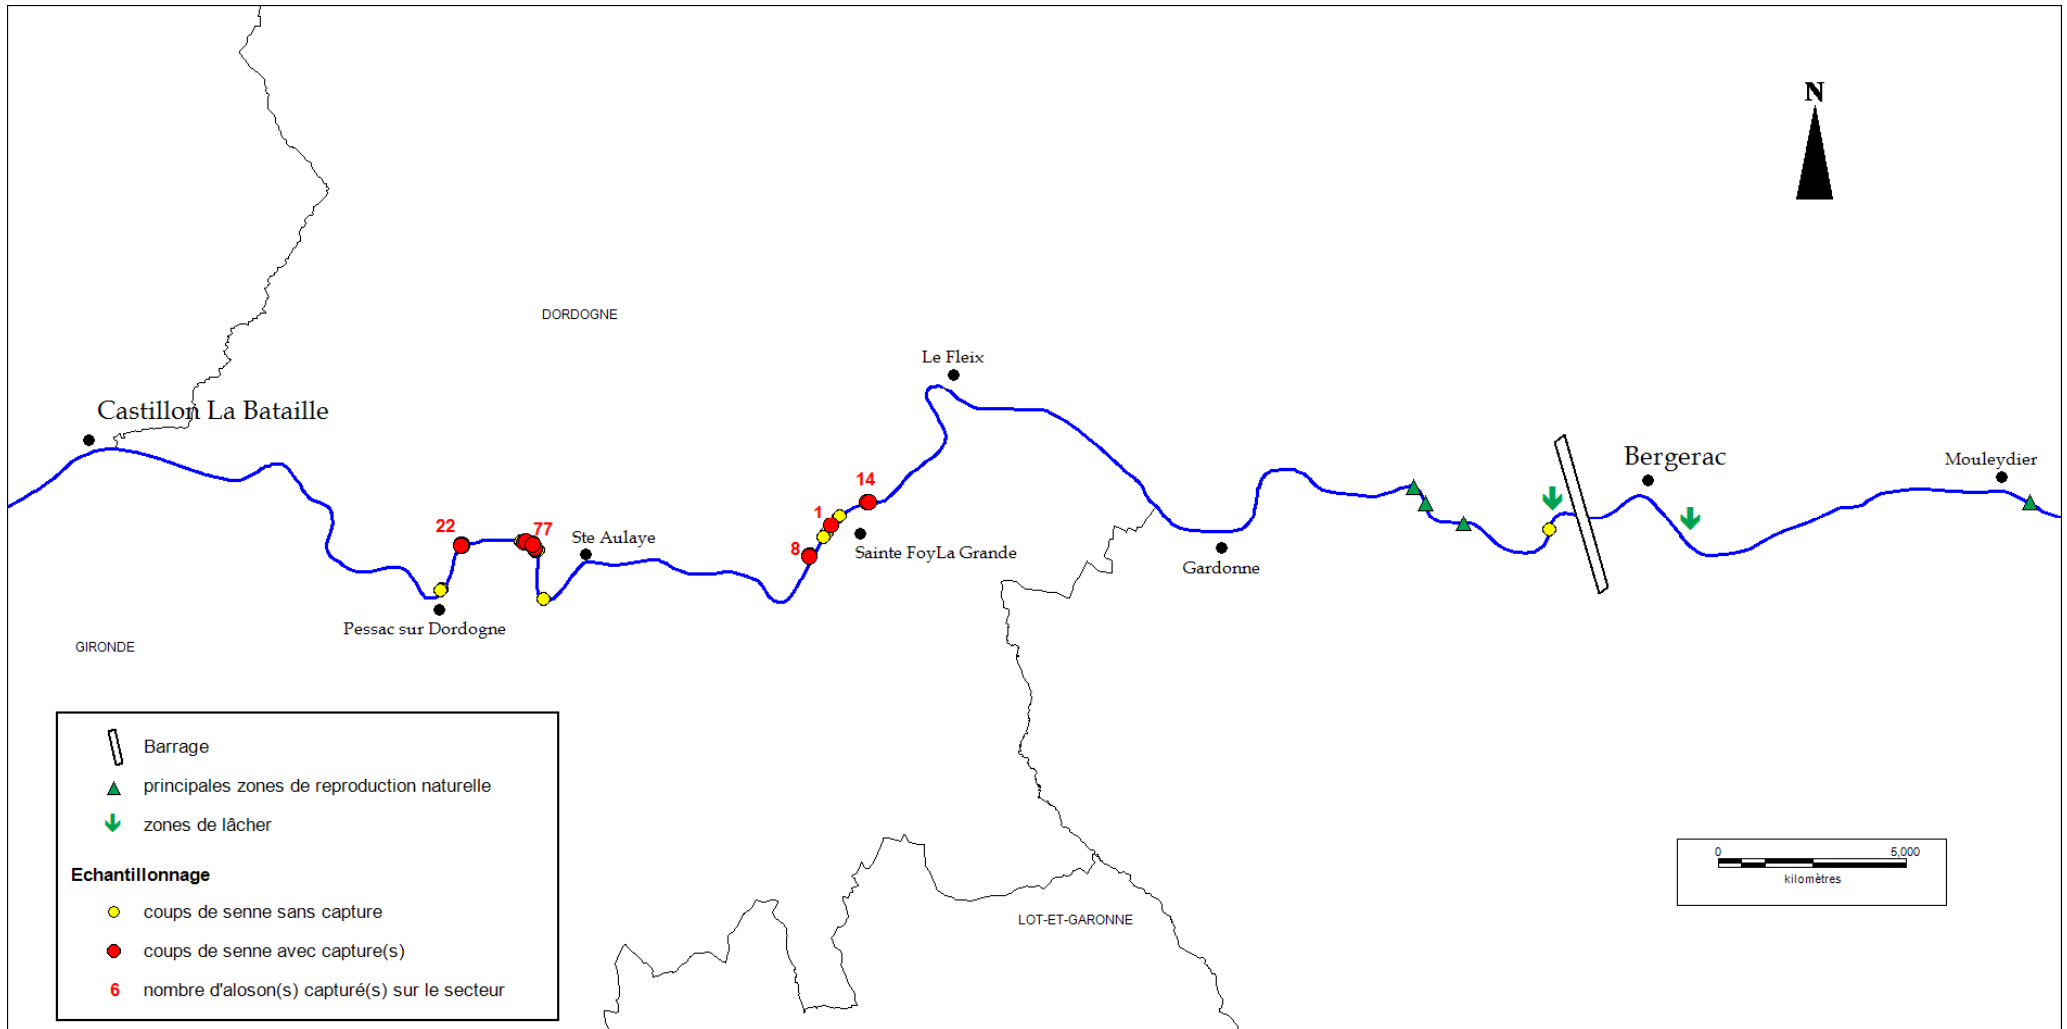 N
DORDOGNE
Le Fleix
Castillon La Bataille
Bergerac
Mouleydier
14
1
22
77
Ste Aulaye
8
Sainte FoyLa Grande
Gardonne
Pessac sur Dordogne
GIRONDE
Barrage
principales zones de reproduction naturelle
zones de lâcher
Echantillonnage
coups de senne sans capture
coups de senne avec capture(s)
6 nombre d'aloson(s) capturé(s) sur le secteur
0 5,000
kilomètres
LOT-ET-GARONNE